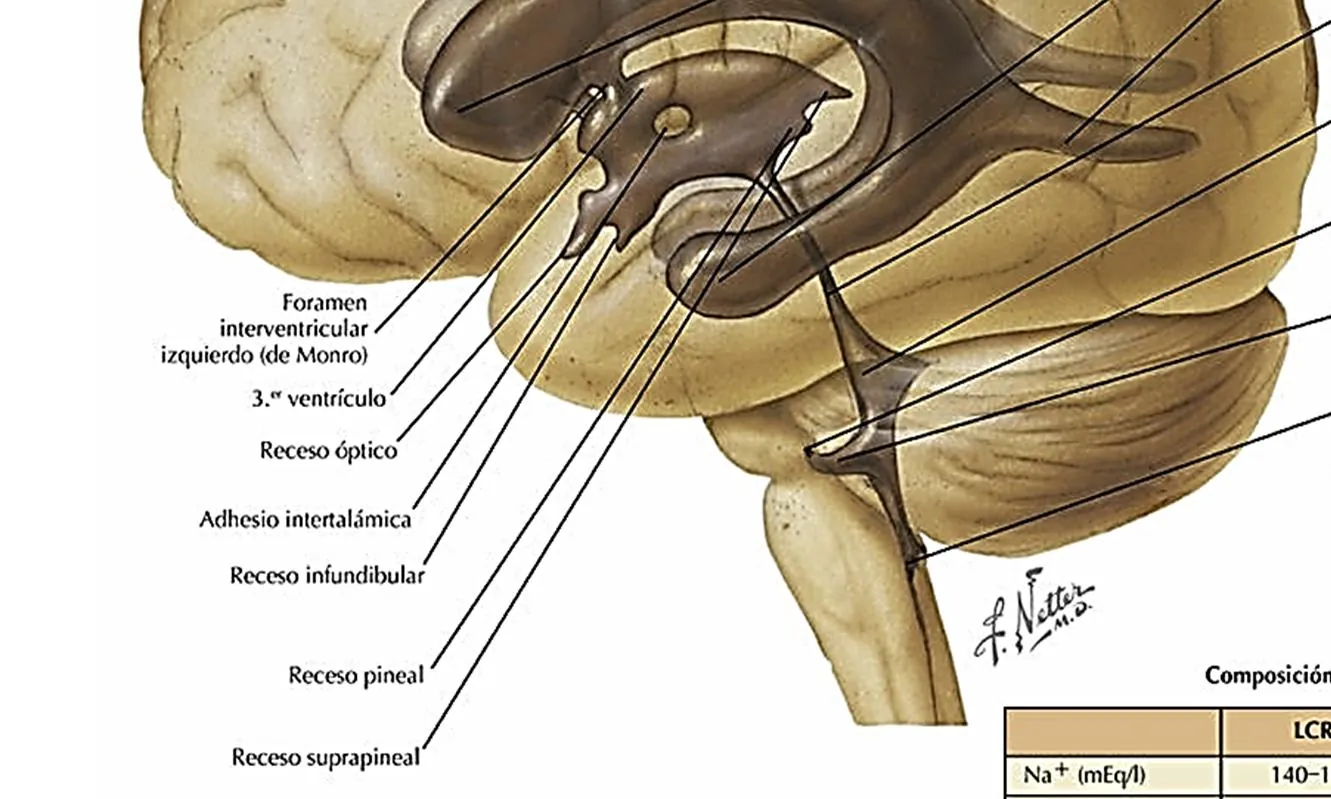 Foramen
interventricular
izquierdo (de Monro)
3.er ventrículo
Receso óptico
Adhesio intertalámica
Receso infundibular
Receso pineal
Receso suprapineal
F. Netter
M.D.
Composición
LCR
Na+ (mEq/l) 140–1